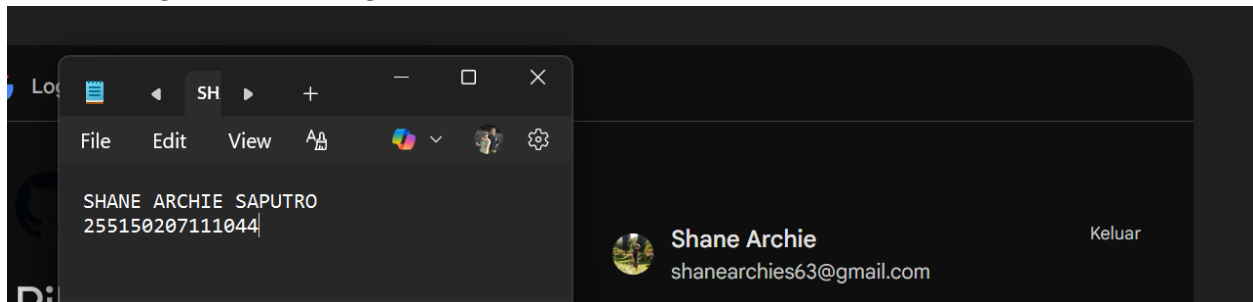 Log
SH
File Edit View
SHANE ARCHIE SAPUTRO
255150207111044
Shane Archie
Keluar
shanearchies63@gmail.com